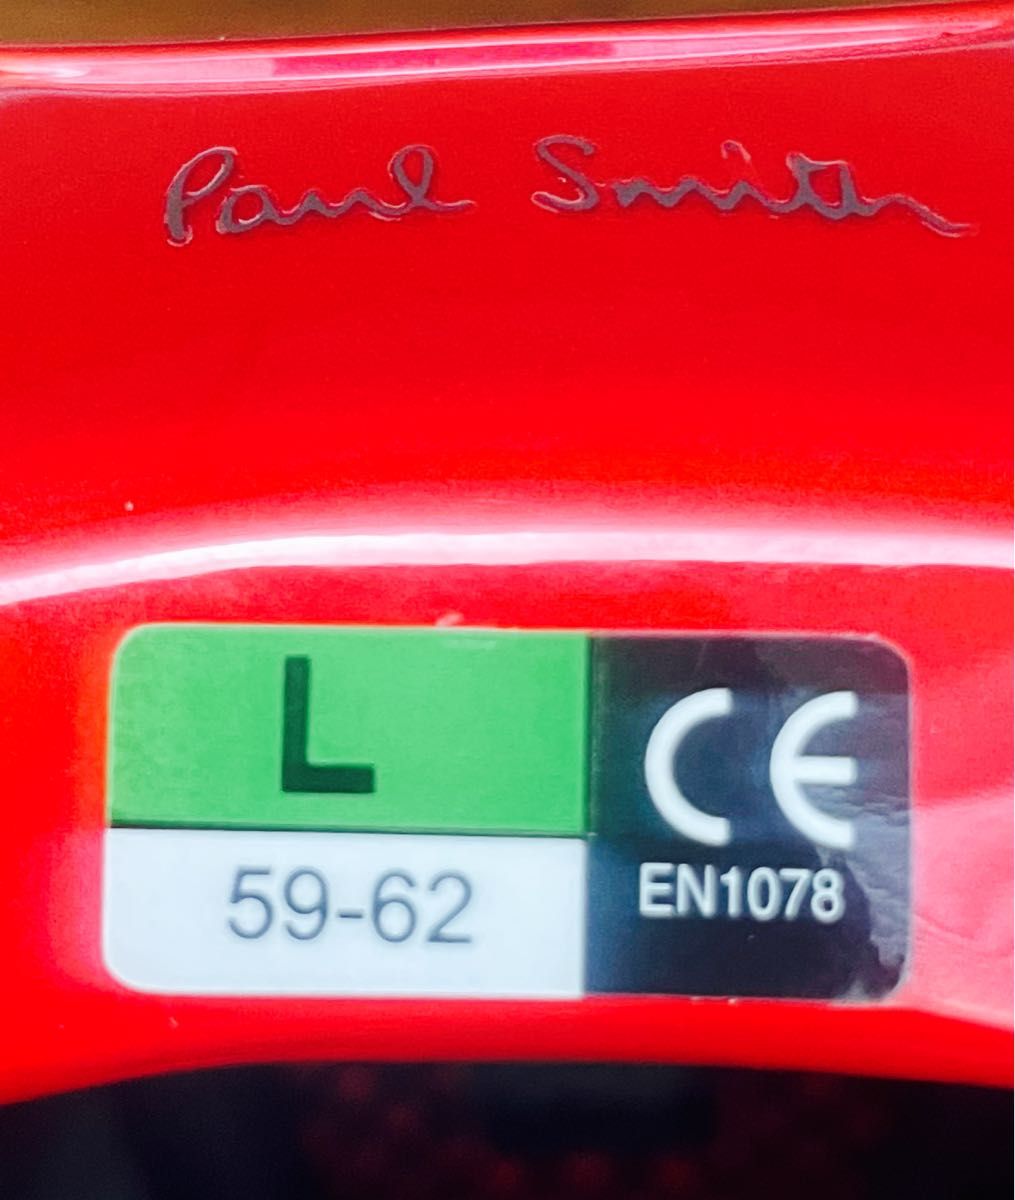 Paul Smith
L
59-62
CE
EN1078